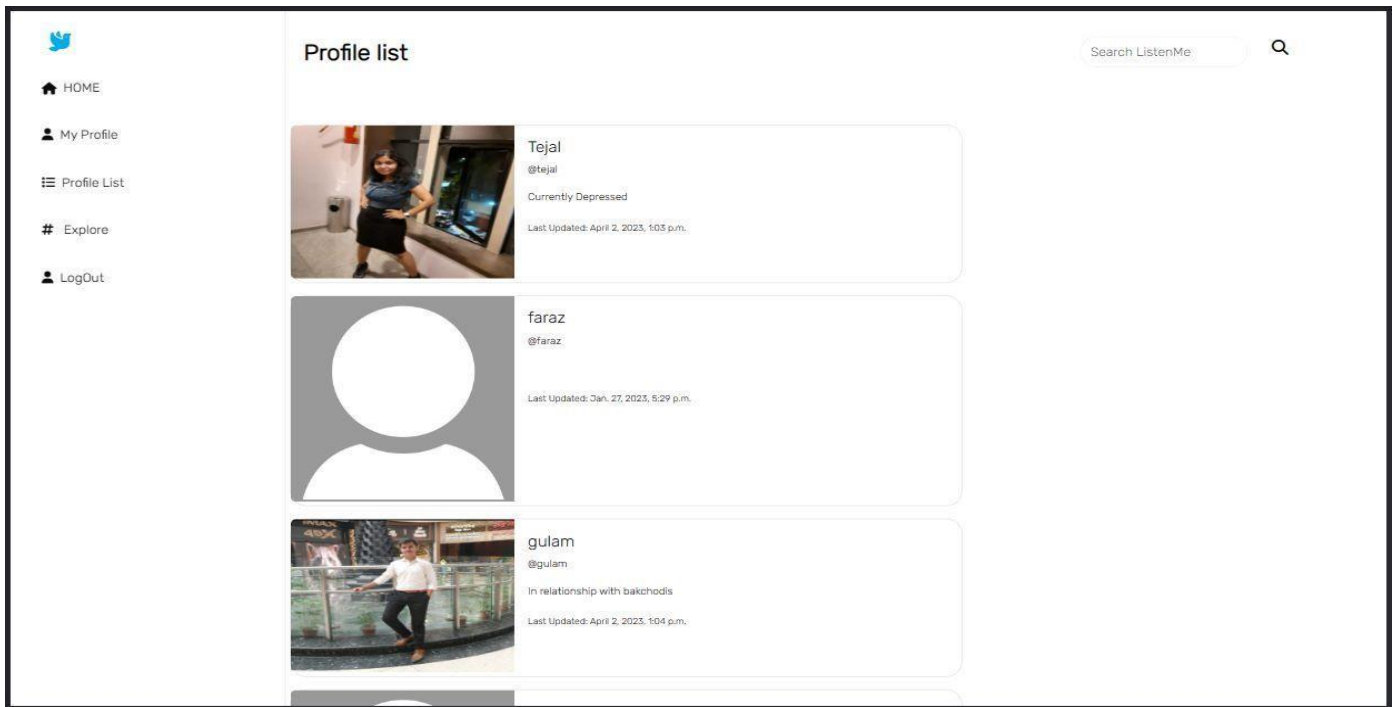 Profile list
Search ListenMe
HOME
My Profile
Profile List
# Explore
LogOut
Tejal
@tejal
Currently Depressed
Last Updated: April 2, 2023, 1:03 p.m.
faraz
@faraz
Last Updated: Jan. 27, 2023, 5:29 p.m.
gulam
@gulam
In relationship with bakchodis
Last Updated: April 2, 2023, 1:04 p.m.